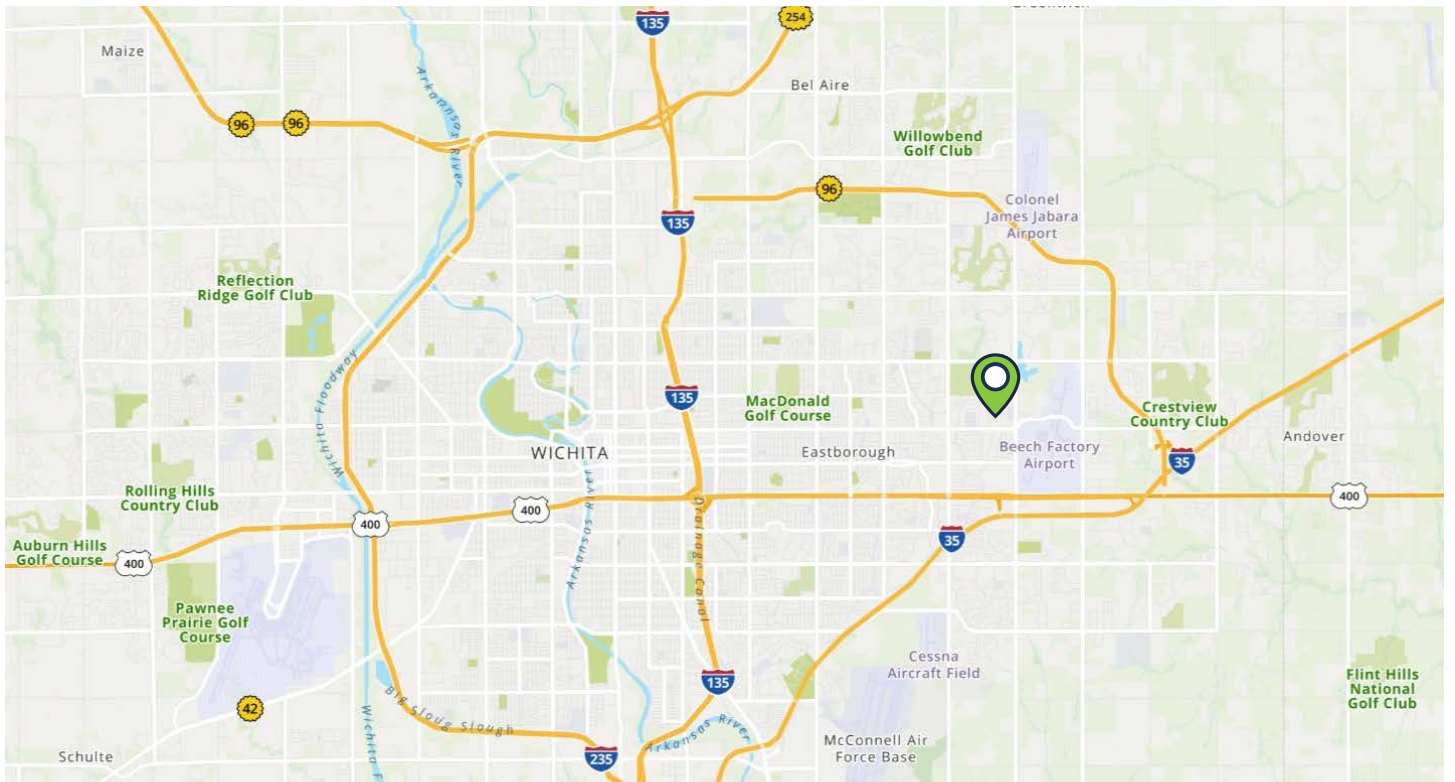 135
254
Maize
Bel Aire
96
96
Arkansas River
Willowbend
Golf Club
96
Colonel
James Jabara
Airport
135
Reflection
Ridge Golf Club
Wichita Floodway
135
MacDonald
Golf Course
Crestview
Country Club
Andover
WICHITA
Eastborough
Beech Factory
Airport
35
Rolling Hills
Country Club
400
400
400
Arkansas River
Drainage Canal
35
Auburn Hills
Golf Course
400
Pawnee
Prairie Golf
Course
Cessna
Aircraft Field
135
Flint Hills
National
Golf Club
42
Big Sloug Slough
Wichita F
Arkansas River
McConnell Air
Force Base
Schulte
235